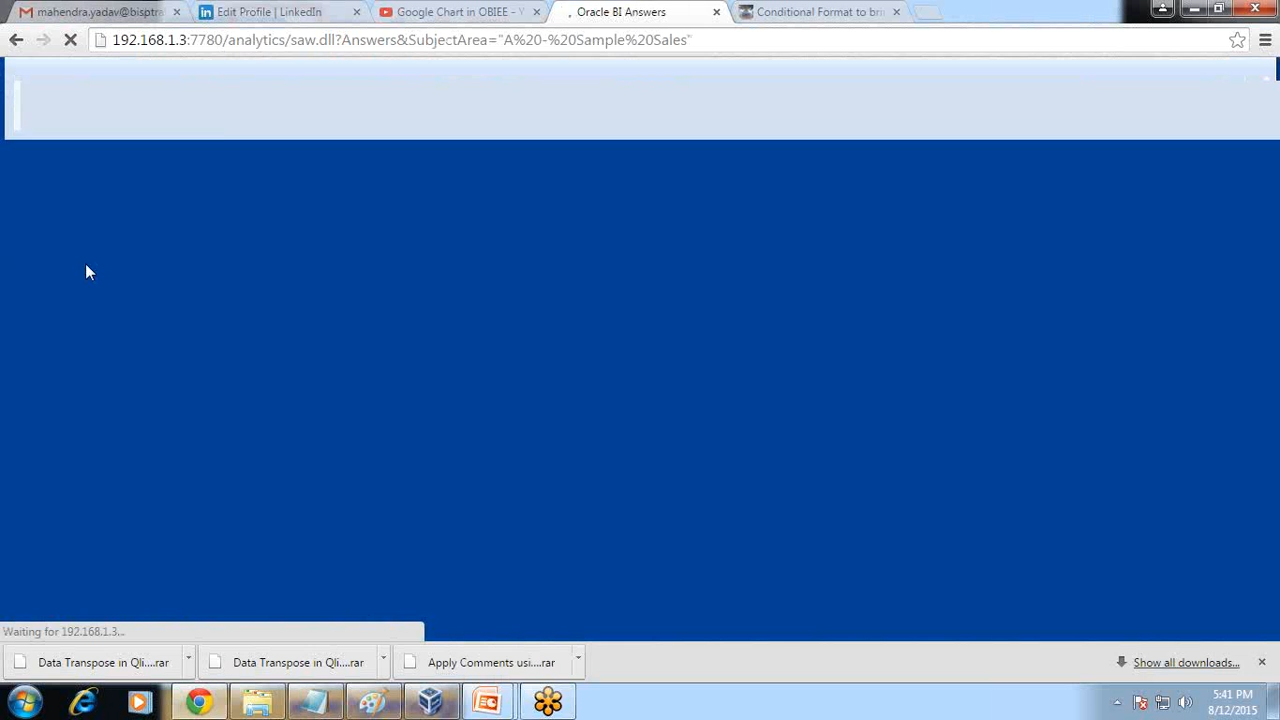 mahendra.yadav@bisptra
Edit Profile | LinkedIn
Google Chart in OBIEE - Y
Oracle BI Answers
Conditional Format to bri
192.168.1.3:7780/analytics/saw.dll?Answers&SubjectArea="A%20-%20Sample%20Sales"
Waiting for 192.168.1.3...
Data Transpose in Qli....rar
Data Transpose in Qli....rar
Apply Comments usi....rar
Show all downloads...
5:41 PM
8/12/2015